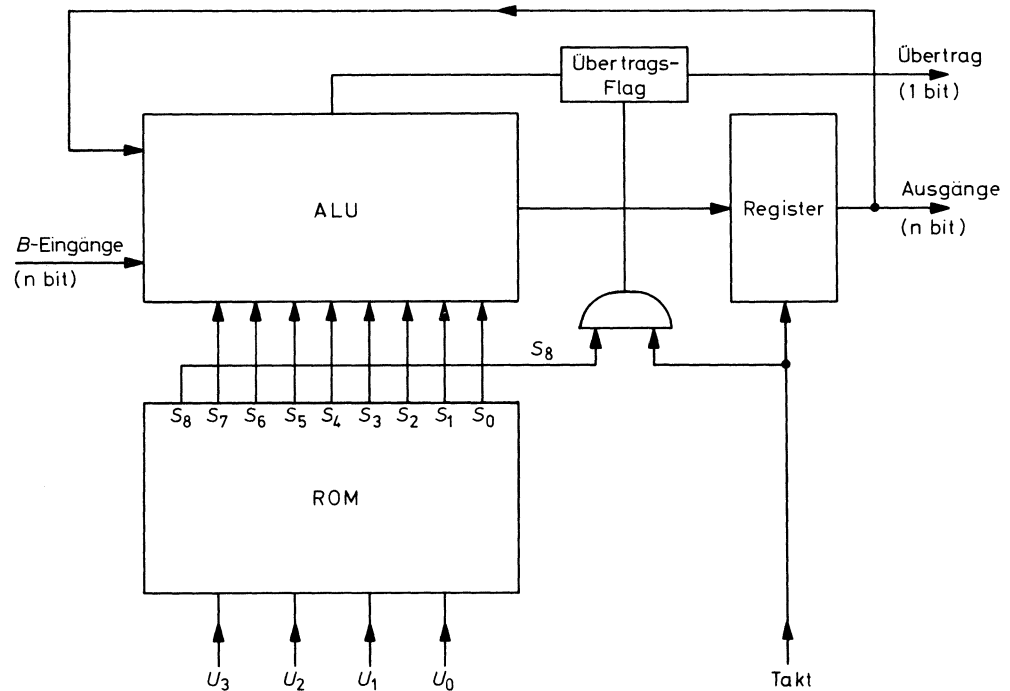 Übertrags-
Flag
Übertrag
(1 bit)
ALU
Register
Ausgänge
(n bit)
B-Eingänge
(n bit)
S8
S8 S7 S6 S5 S4 S3 S2 S1 S0
ROM
U3 U2 U1 U0
Takt